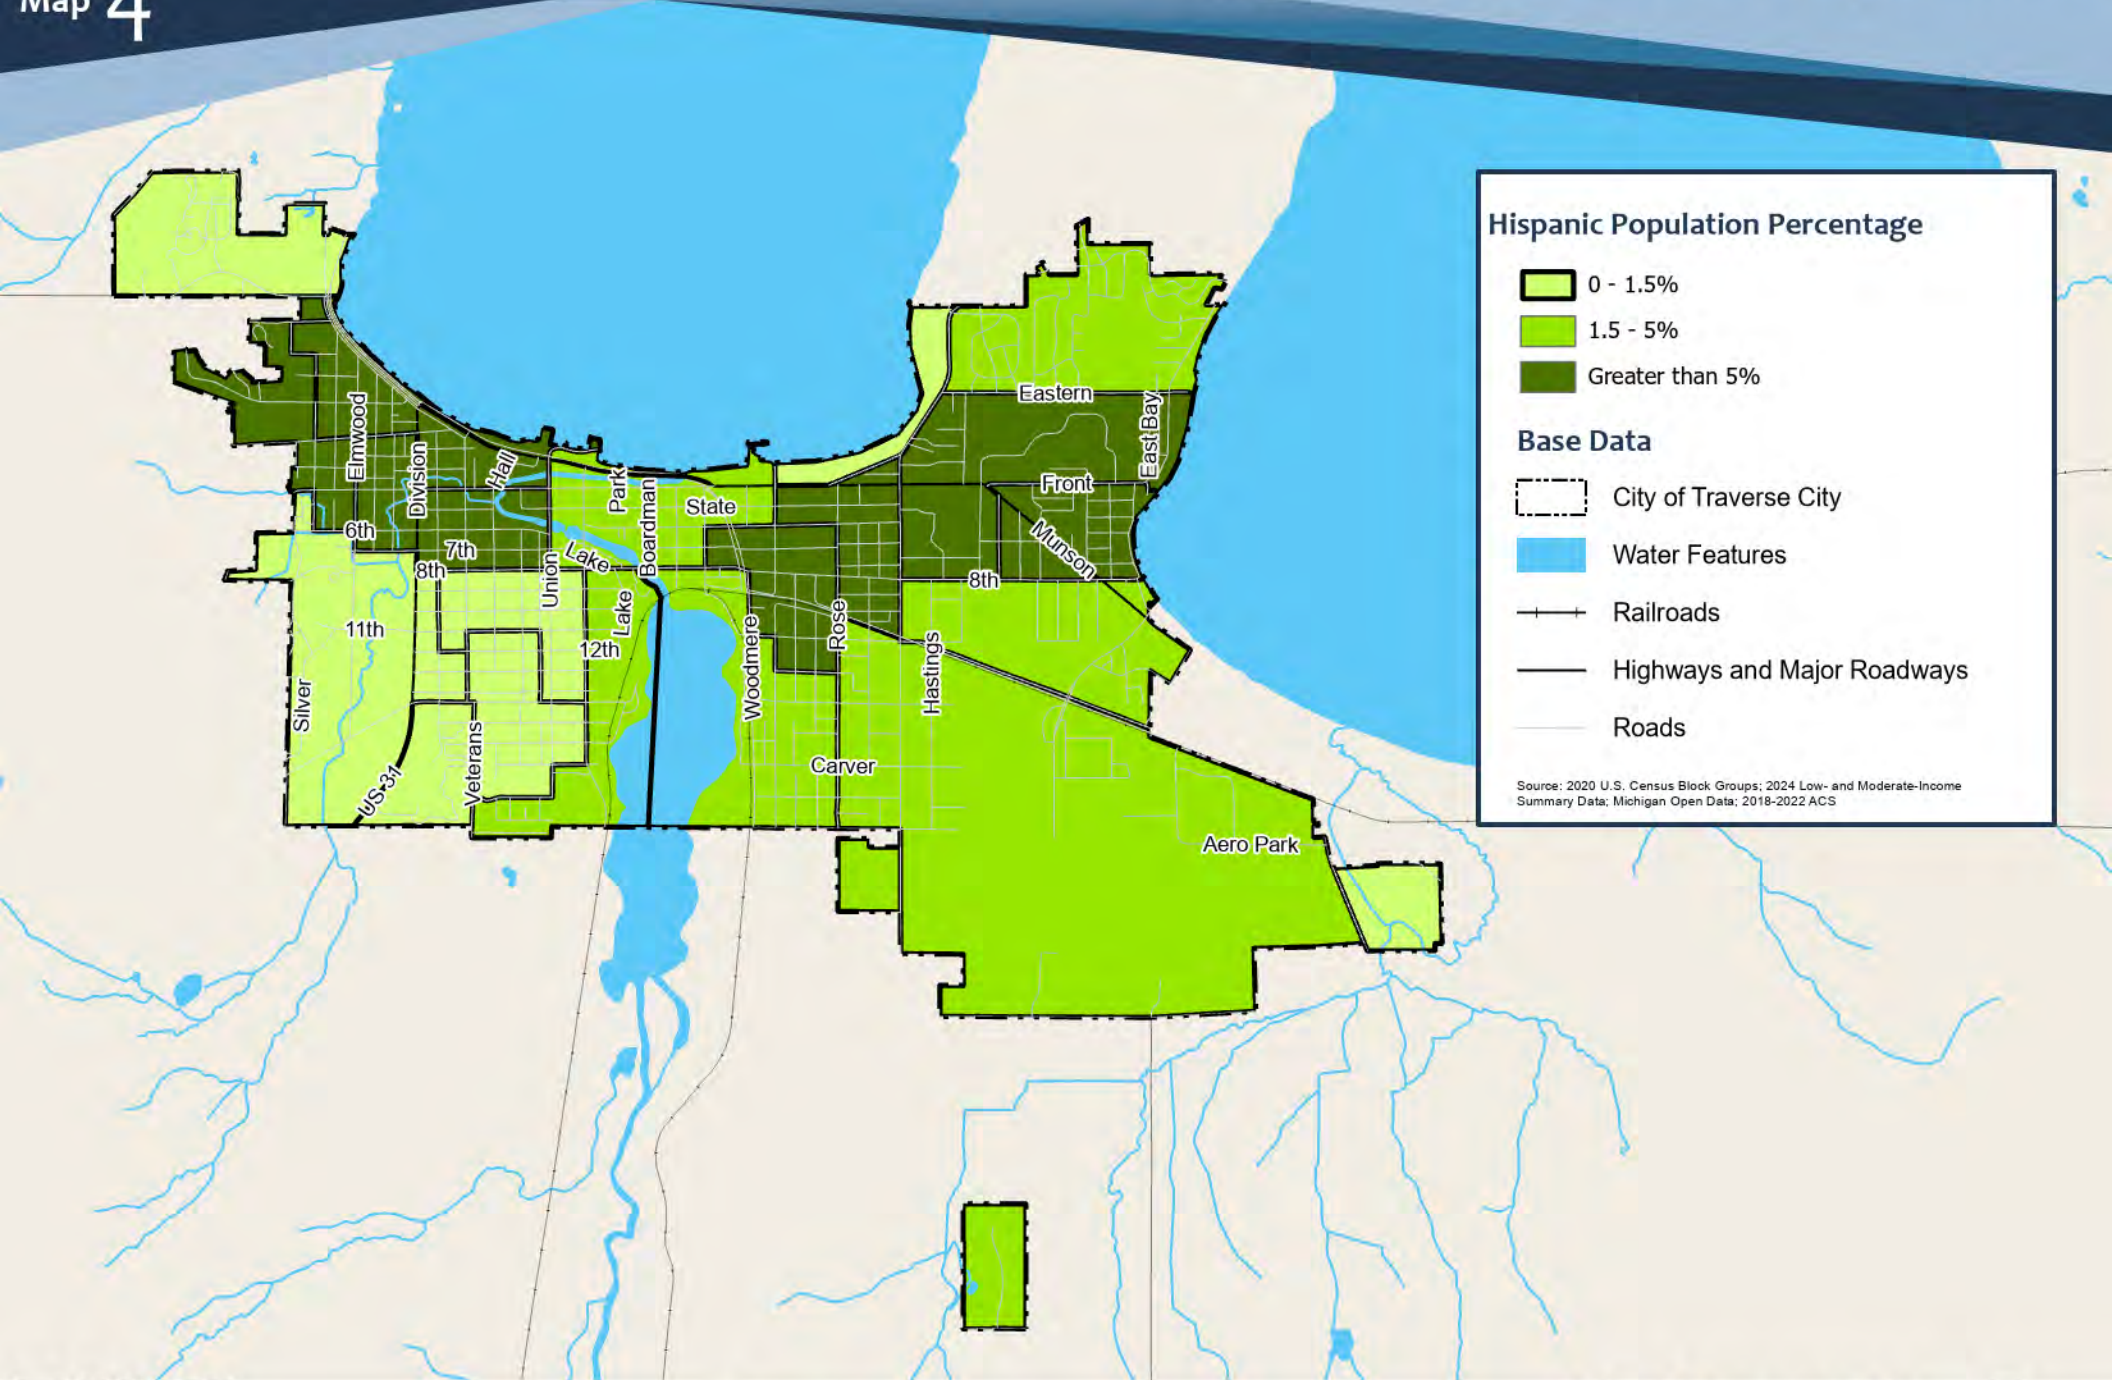 Map 4
Hispanic Population Percentage
0 - 1.5%
1.5 - 5%
Greater than 5%
Base Data
City of Traverse City
Water Features
Railroads
Highways and Major Roadways
Roads
Source: 2020 U.S. Census Block Groups; 2024 Low- and Moderate-Income
Summary Data; Michigan Open Data; 2018-2022 ACS
Eastern
Elmwood
East Bay
Division
Hall
Park
Boardman
State
Front
Munson
6th
7th
8th
Lake
Union
8th
Lake
11th
12th
Rose
Woodmere
Hastings
Silver
Veterans
US-31
Carver
Aero Park